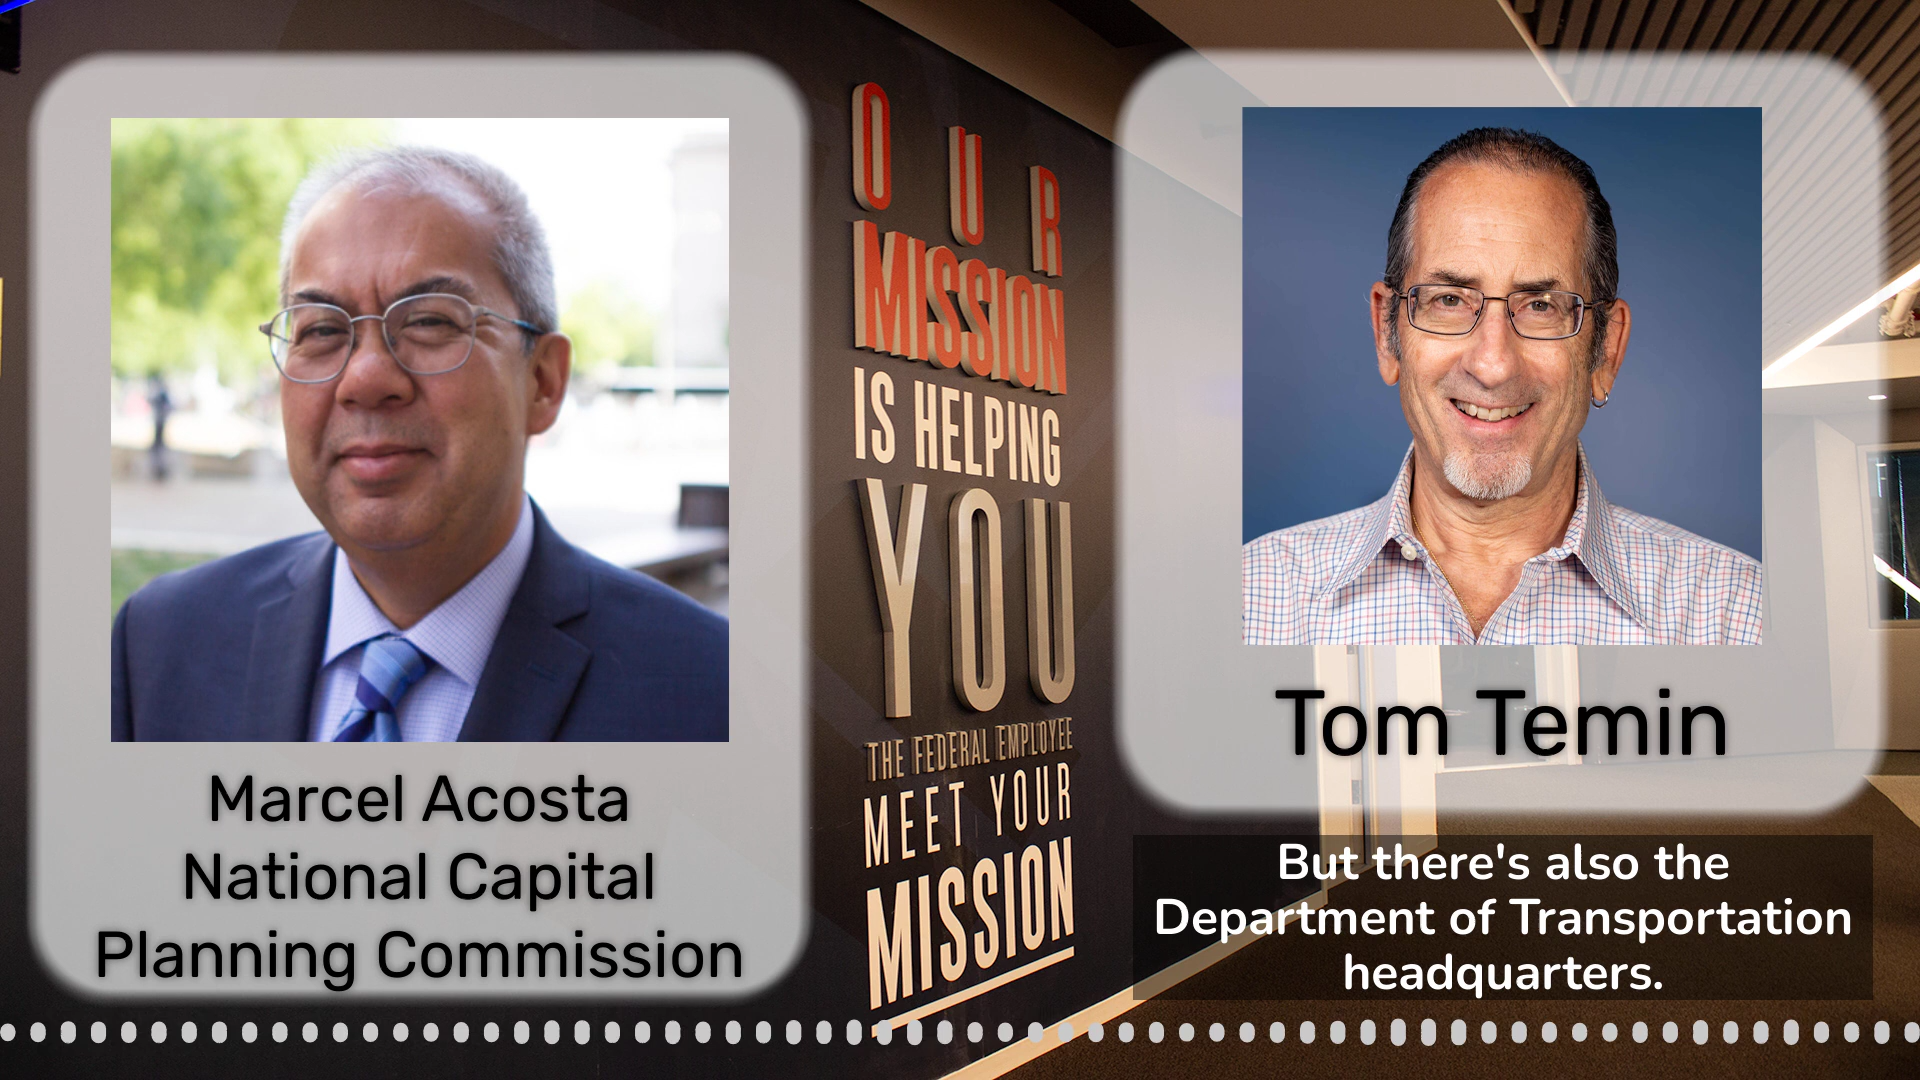 Marcel Acosta
National Capital
Planning Commission
OUR
MISSION
IS HELPING
YOU
THE FEDERAL EMPLOYEE
MEET YOUR
MISSION
Tom Temin
But there's also the
Department of Transportation
headquarters.